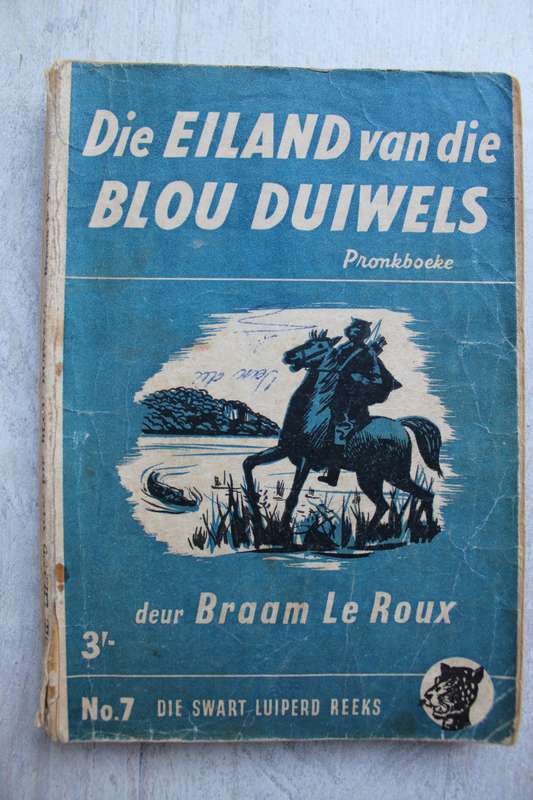 Die EILAND van die
BLOU DUIWELS
Pronkboeke
deur Braam Le Roux
3'-
No.7 DIE SWART LUIPERD REEKS